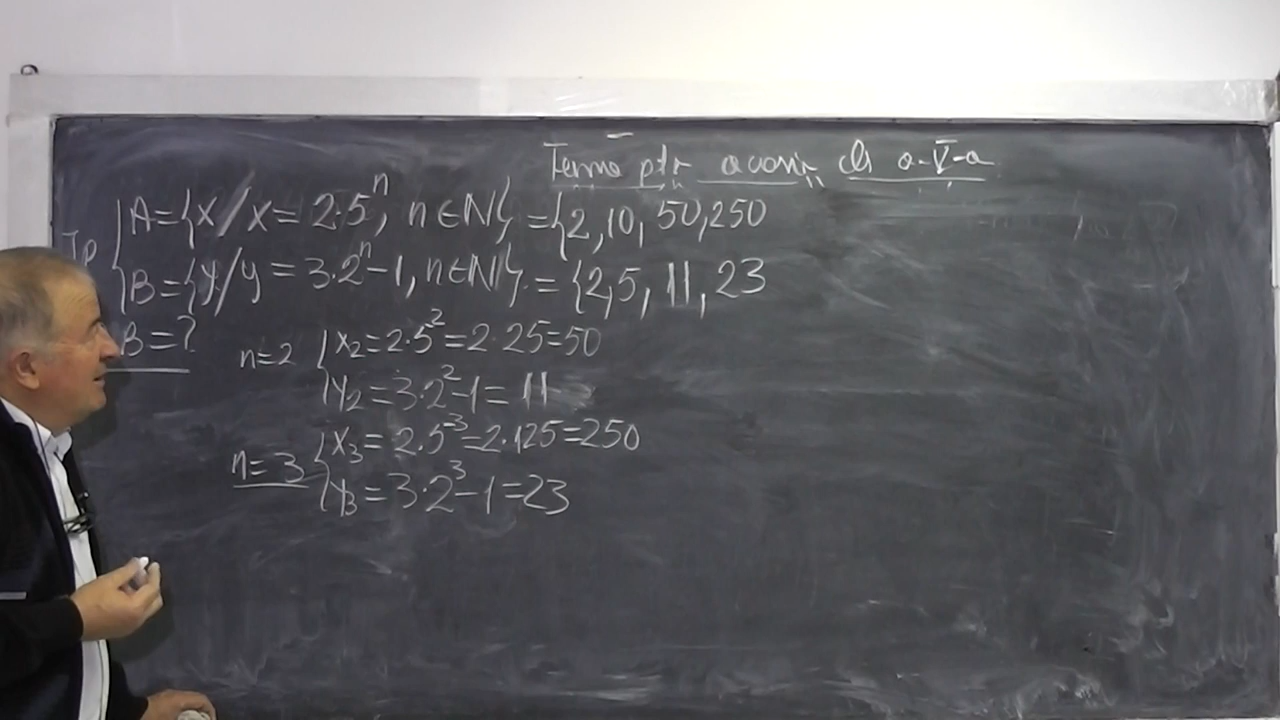 Tema ptr a cls a-V-a
Ip { A={x/x=2·5ⁿ, n∈N} ={2,10,50,250
B={y/y=3·2ⁿ-1, n∈N}.={2,5,11,23
B=?
n=2 { x₂=2·5²=2·25=50
y₂=3·2²-1=11
n=3 { x₃=2·5³=2·125=250
y₃=3·2³-1=23